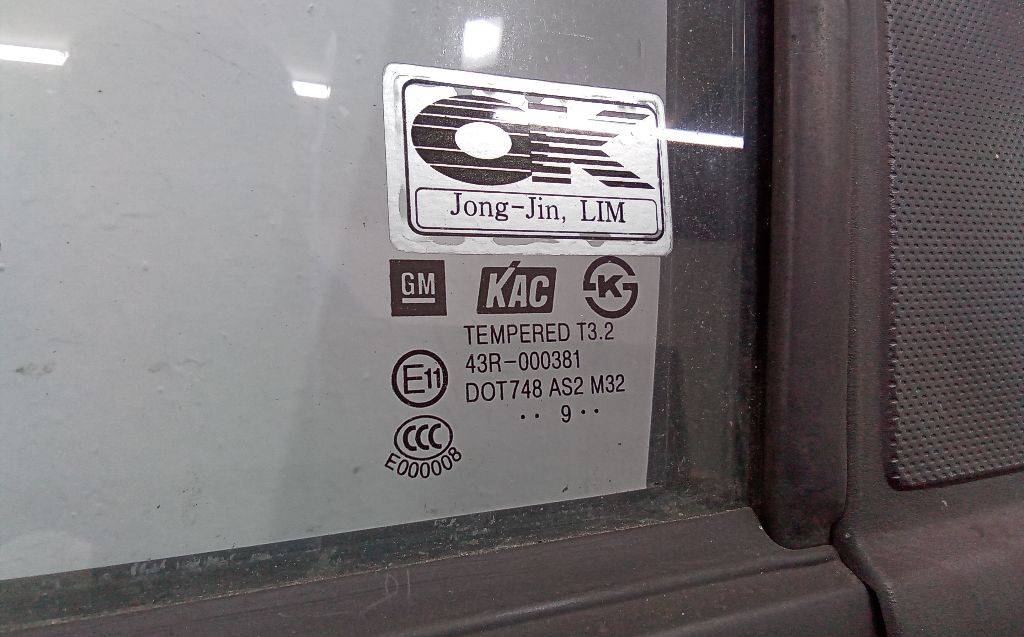 OK
Jong-Jin, LIM
GM KAC K
TEMPERED T3.2
E11 43R-000381
DOT748 AS2 M32
·· 9 ··
CCC
E000008